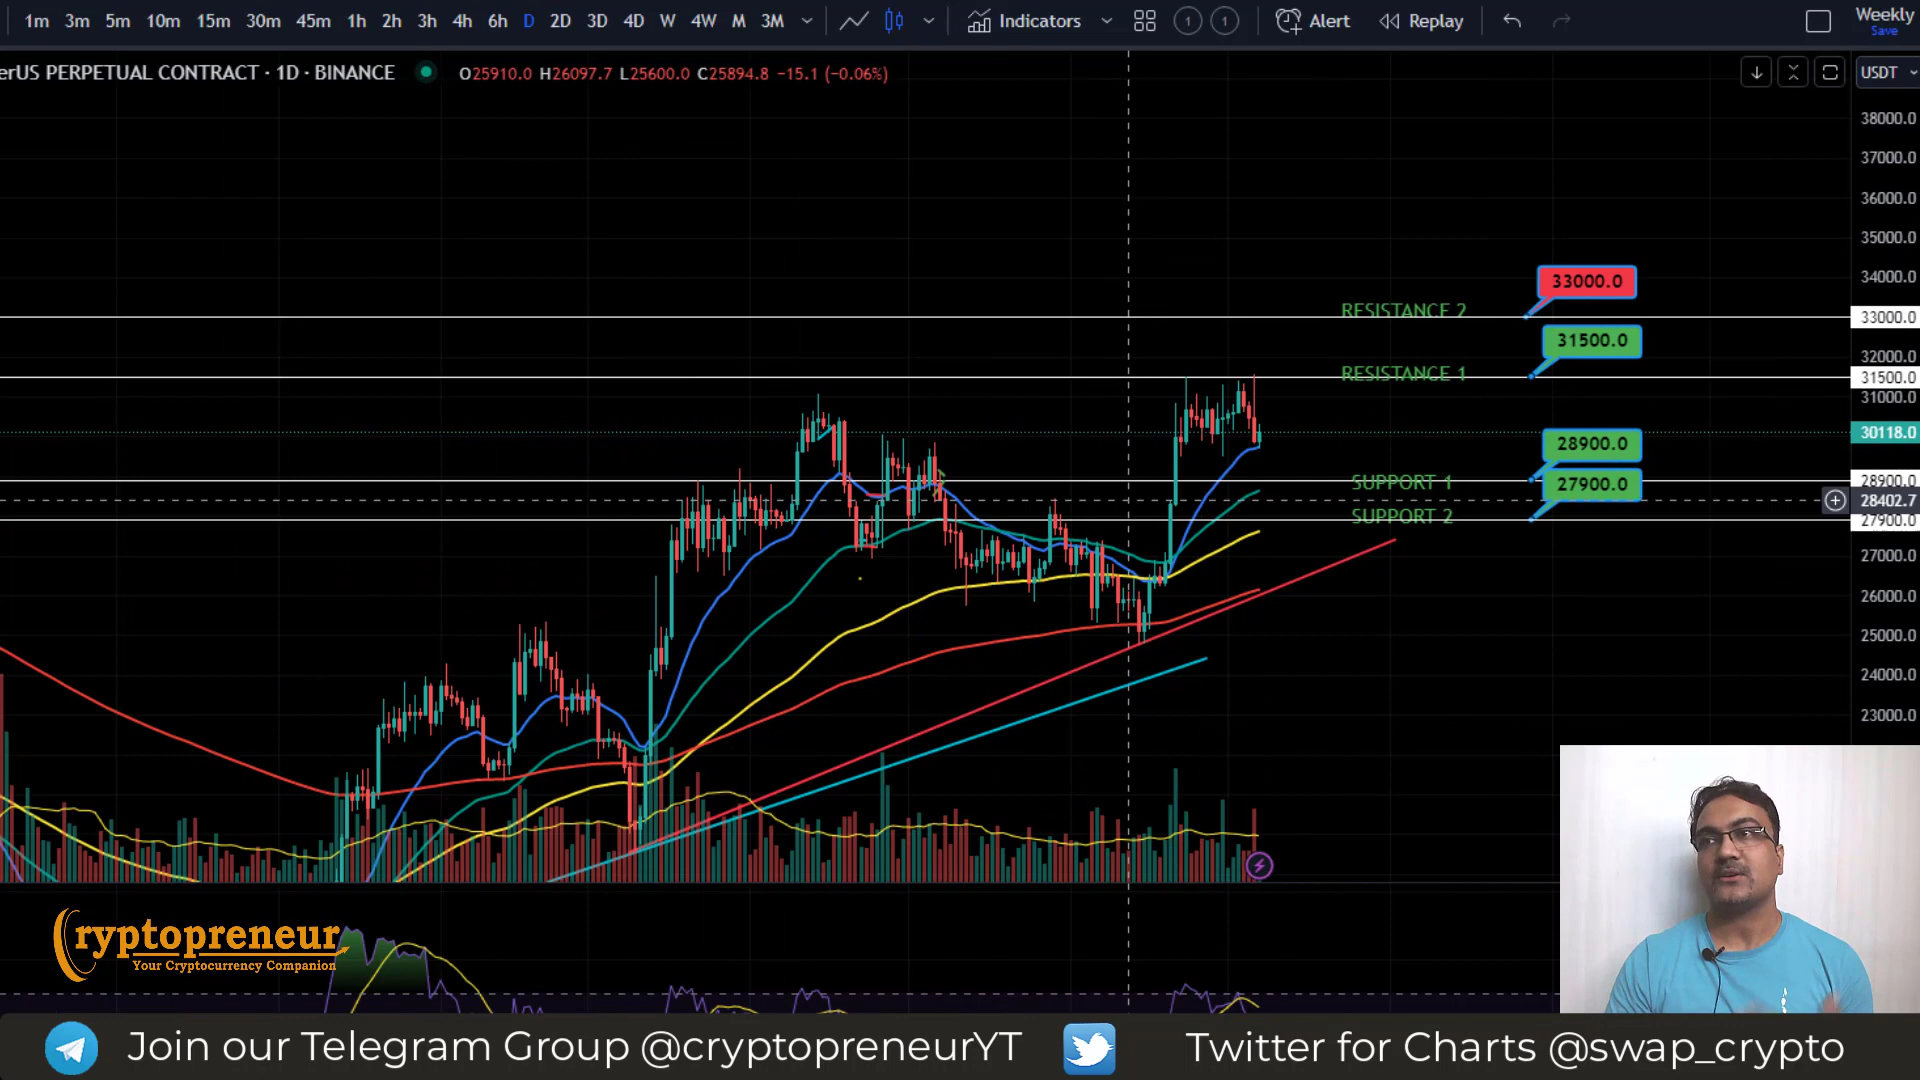 1m 3m 5m 10m 15m 30m 45m 1h 2h 3h 4h 6h D 2D 3D 4D W 4W M 3M Indicators 1 1 Alert Replay Weekly
Save
erUS PERPETUAL CONTRACT · 1D · BINANCE O25910.0 H26097.7 L25600.0 C25894.8 −15.1 (−0.06%) USDT
38000.0
37000.0
36000.0
35000.0
34000.0
33000.0
RESISTANCE 2
33000.0
31500.0
32000.0
RESISTANCE 1
31500.0
31000.0
30118.0
28900.0
SUPPORT 1
28900.0
27900.0
28402.7
SUPPORT 2
27900.0
27000.0
26000.0
25000.0
24000.0
23000.0
Cryptopreneur
Your Cryptocurrency Companion
Join our Telegram Group @cryptopreneurYT Twitter for Charts @swap_crypto